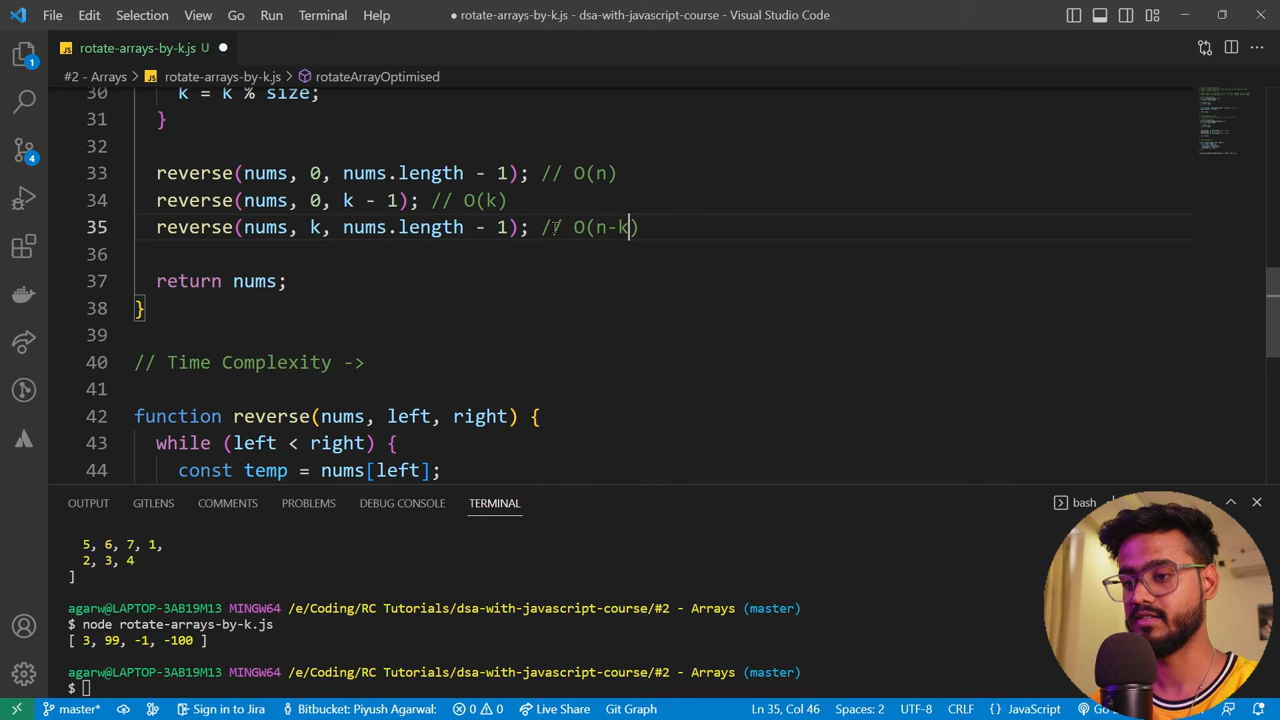 File Edit Selection View Go Run Terminal Help
● rotate-arrays-by-k.js - dsa-with-javascript-course - Visual Studio Code
JS rotate-arrays-by-k.js U ●
#2 - Arrays > JS rotate-arrays-by-k.js > rotateArrayOptimised
30 k = k % size;
31 }
32
33 reverse(nums, 0, nums.length - 1); // O(n)
34 reverse(nums, 0, k - 1); // O(k)
35 reverse(nums, k, nums.length - 1); // O(n-k)
36
37 return nums;
38 }
39
40 // Time Complexity ->
41
42 function reverse(nums, left, right) {
43 while (left < right) {
44 const temp = nums[left];
1
4
OUTPUT GITLENS COMMENTS PROBLEMS DEBUG CONSOLE TERMINAL
bash
5, 6, 7, 1,
2, 3, 4
]
agarw@LAPTOP-3AB19M13 MINGW64 /e/Coding/RC Tutorials/dsa-with-javascript-course/#2 - Arrays (master)
$ node rotate-arrays-by-k.js
[ 3, 99, -1, -100 ]
agarw@LAPTOP-3AB19M13 MINGW64 /e/Coding/RC Tutorials/dsa-with-javascript-course/#2 - Arrays (master)
$
master* Sign in to Jira Bitbucket: Piyush Agarwal: 0 0 Live Share Git Graph Ln 35, Col 46 Spaces: 2 UTF-8 CRLF {} JavaScript